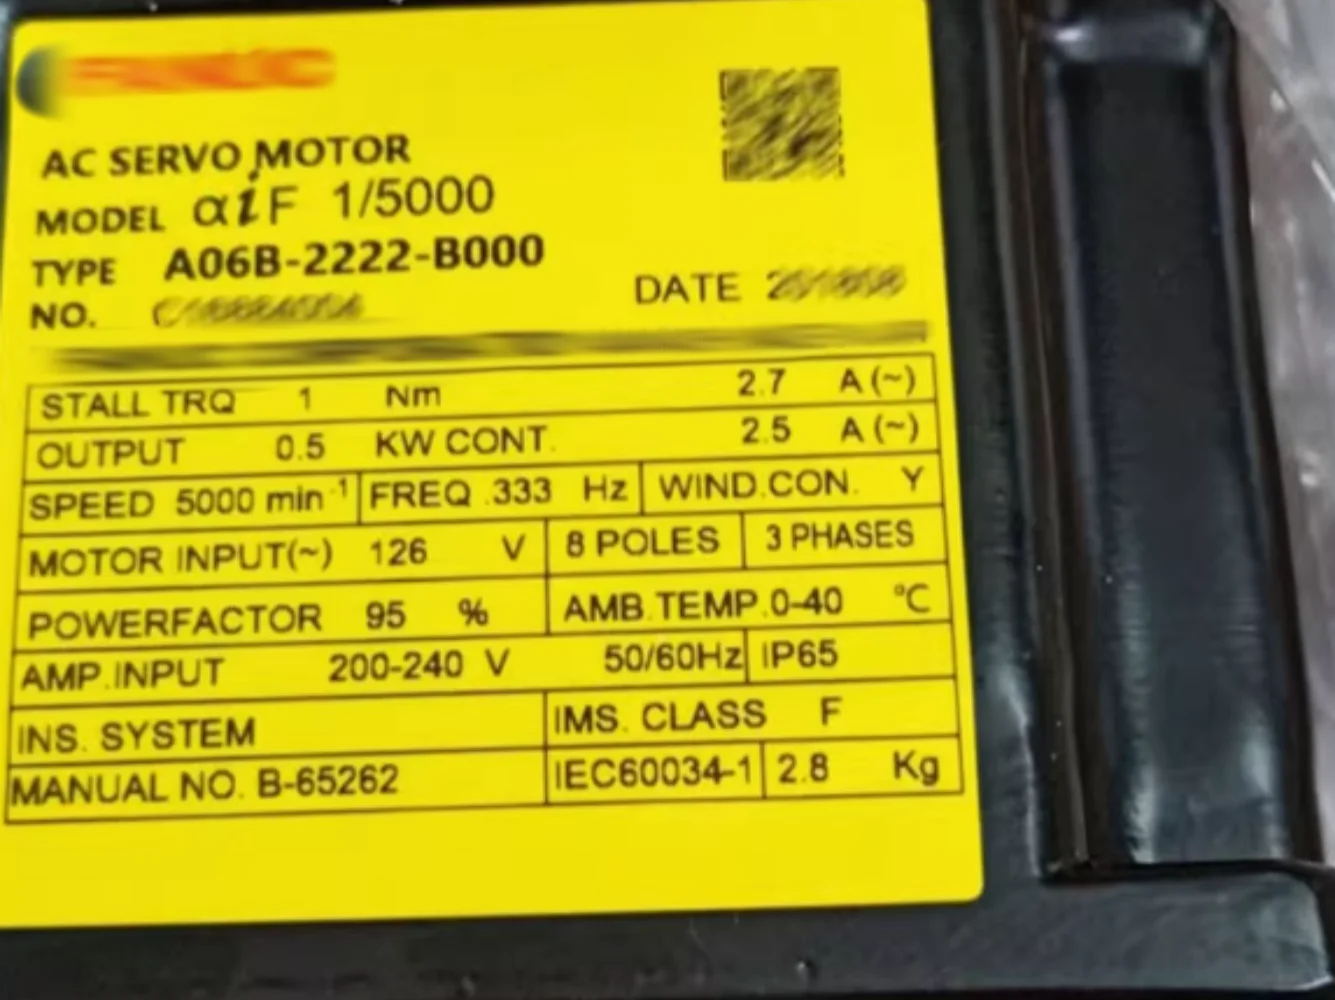 FANUC
AC SERVO MOTOR
MODEL αiF 1/5000
TYPE A06B-2222-B000
NO.
DATE
STALL TRQ 1 Nm 2.7 A (~)
OUTPUT 0.5 KW CONT. 2.5 A (~)
SPEED 5000 min-1 FREQ .333 Hz WIND.CON. Y
MOTOR INPUT(~) 126 V 8 POLES 3 PHASES
POWERFACTOR 95 % AMB.TEMP.0-40 °C
AMP.INPUT 200-240 V 50/60Hz IP65
INS. SYSTEM IMS. CLASS F
MANUAL NO. B-65262 IEC60034-1 2.8 Kg